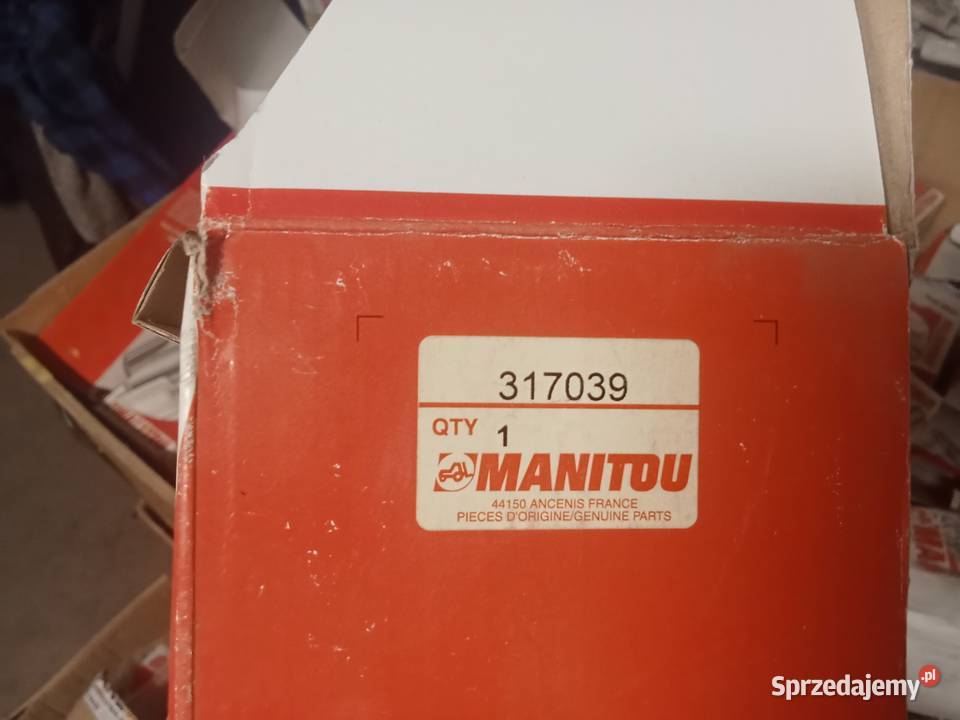 317039
QTY 1
MANITOU
44150 ANCENIS FRANCE
PIECES D'ORIGINE/GENUINE PARTS
Sprzedajemy.pl